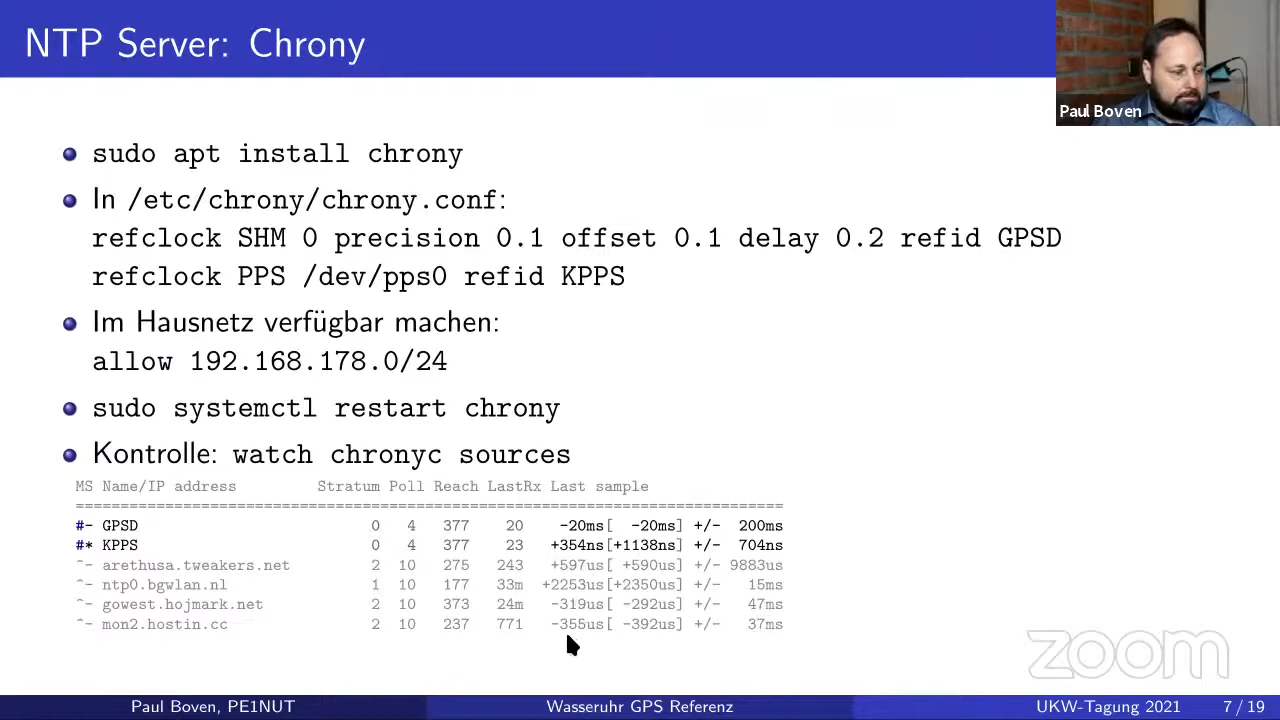 NTP Server: Chrony
Paul Boven
sudo apt install chrony
In /etc/chrony/chrony.conf:
refclock SHM 0 precision 0.1 offset 0.1 delay 0.2 refid GPSD
refclock PPS /dev/pps0 refid KPPS
Im Hausnetz verfügbar machen:
allow 192.168.178.0/24
sudo systemctl restart chrony
Kontrolle: watch chronyc sources
MS Name/IP address Stratum Poll Reach LastRx Last sample
===============================================================================
#- GPSD 0 4 377 20 -20ms[ -20ms] +/- 200ms
#* KPPS 0 4 377 23 +354ns[+1138ns] +/- 704ns
^- arethusa.tweakers.net 2 10 275 243 +597us[ +590us] +/- 9883us
^- ntp0.bgwlan.nl 1 10 177 33m +2253us[+2350us] +/- 15ms
^- gowest.hojmark.net 2 10 373 24m -319us[ -292us] +/- 47ms
^- mon2.hostin.cc 2 10 237 771 -355us[ -392us] +/- 37ms
zoom
Paul Boven, PE1NUT Wasseruhr GPS Referenz UKW-Tagung 2021 7 / 19